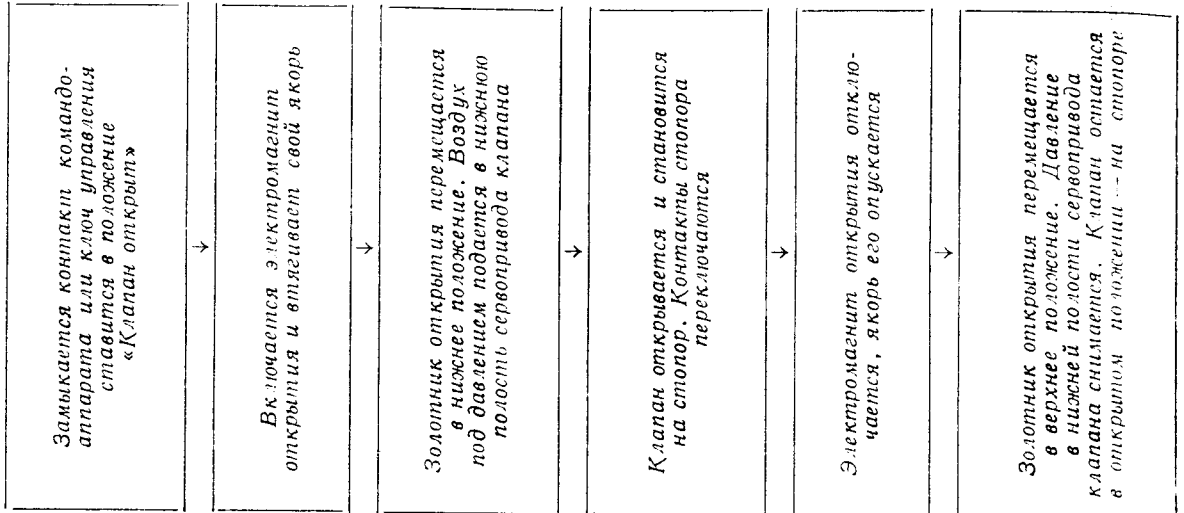 Замыкается контакт командо-
аппарата или ключ управления
ставится в положение
«Клапан открыт»
↓
Включается электромагнит
открытия и втягивает свой якорь
↓
Золотник открытия перемещается
в нижнее положение. Воздух
под давлением подается в нижнюю
полость сервопривода клапана
↓
Клапан открывается и становится
на стопор. Контакты стопора
переключаются
↓
Электромагнит открытия отклю-
чается, якорь его опускается
↓
Золотник открытия перемещается
в верхнее положение. Давление
в нижней полости сервопривода
клапана снимается. Клапан остается
в открытом положении — на стопоре